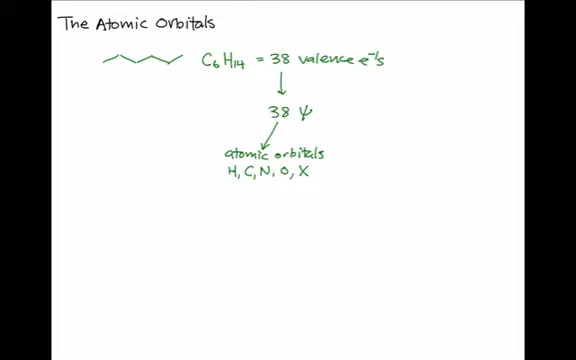 The Atomic Orbitals
C₆H₁₄ = 38 valence e⁻'s
38 ψ
atomic orbitals
H, C, N, O, X